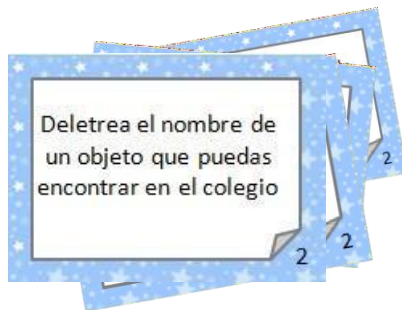 Deletrea el nombre de
un objeto que puedas
encontrar en el colegio
2
2
2